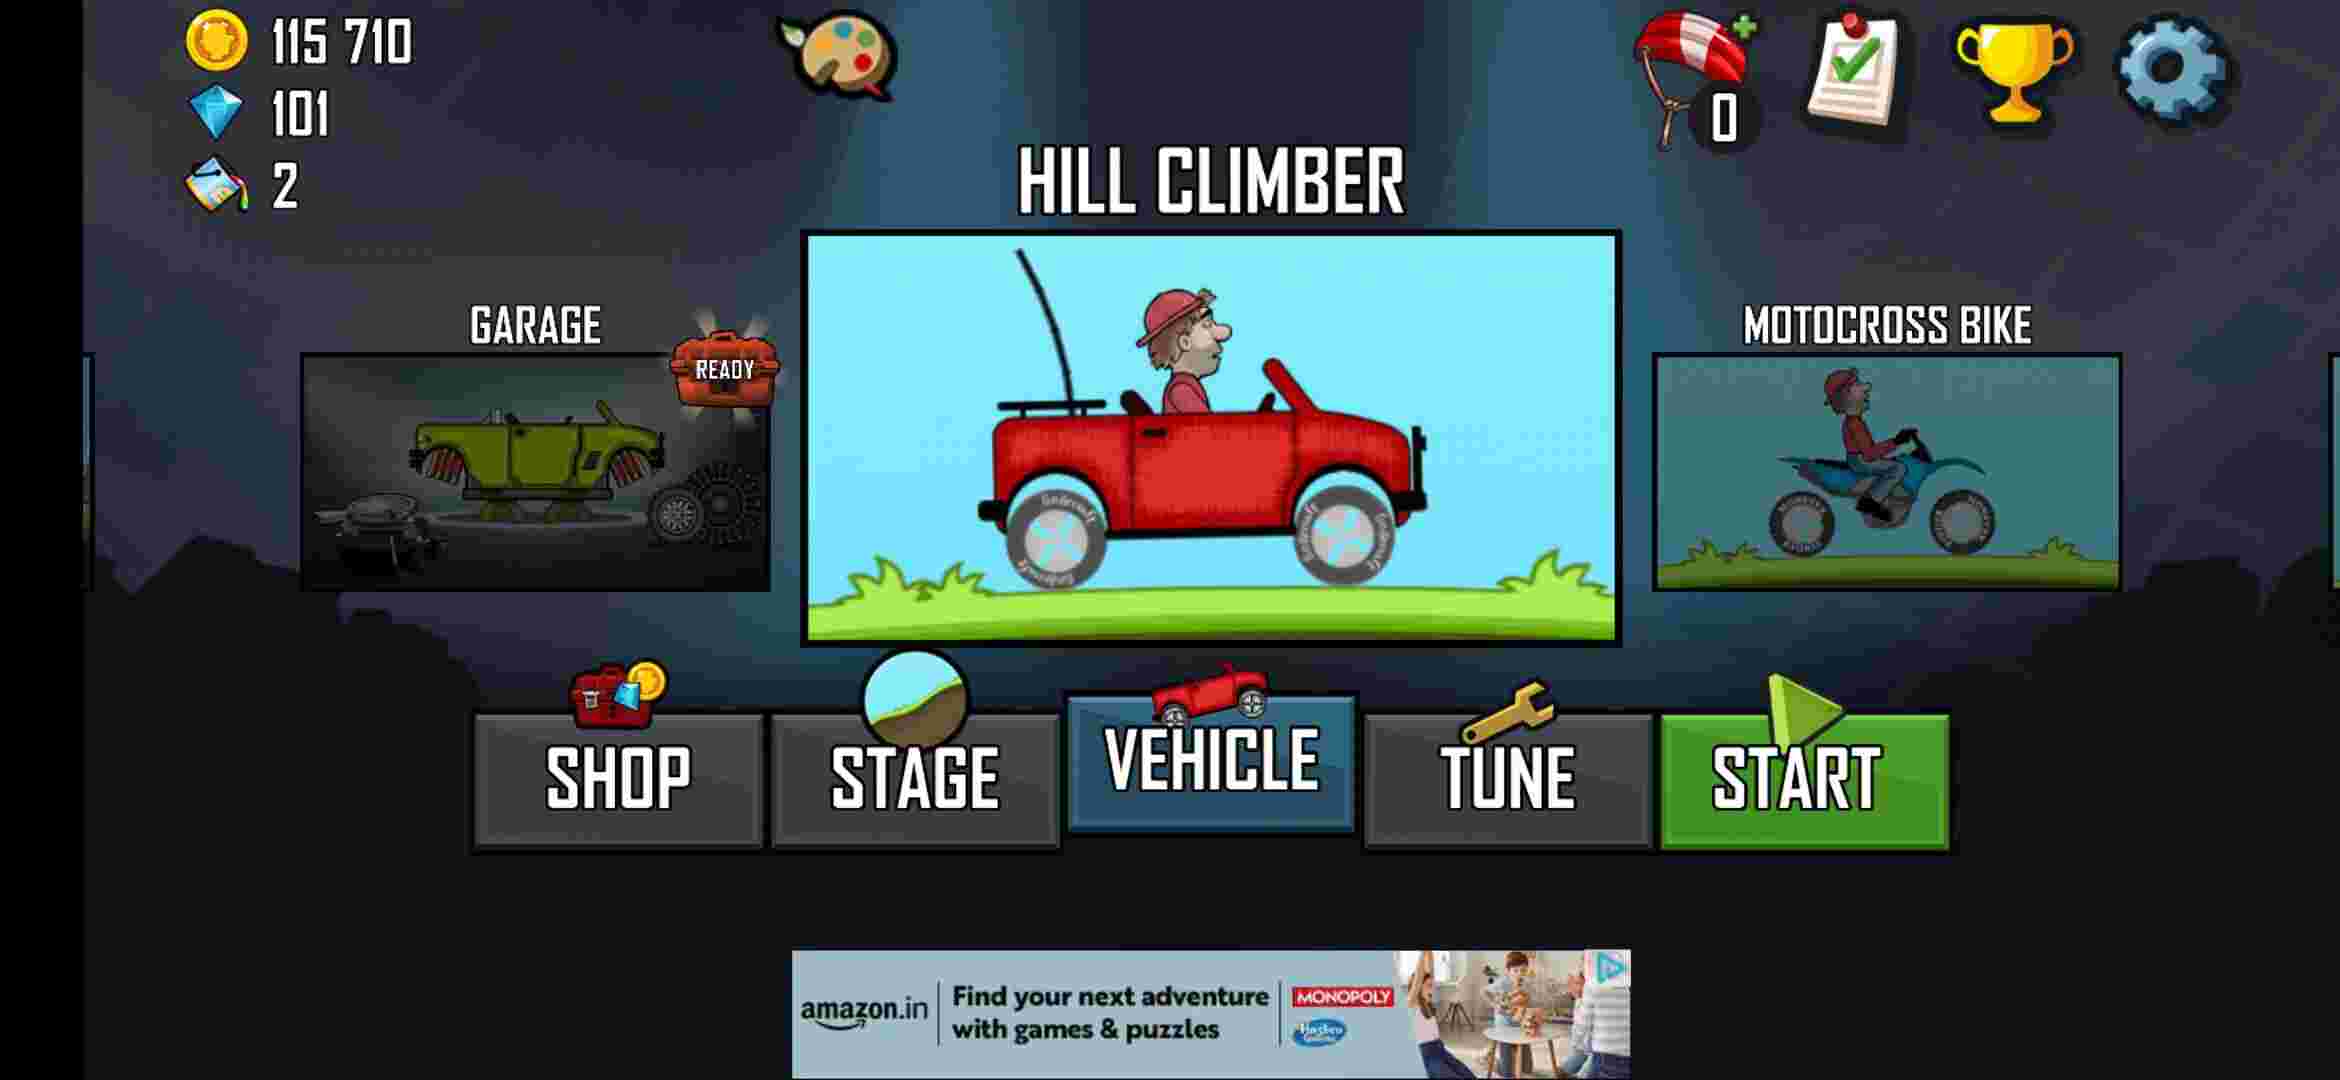 115 710
101
2
0
HILL CLIMBER
GARAGE
READY
MOTOCROSS BIKE
SHOP
STAGE
VEHICLE
TUNE
START
amazon.in
Find your next adventure
with games & puzzles
MONOPOLY
Hasbro